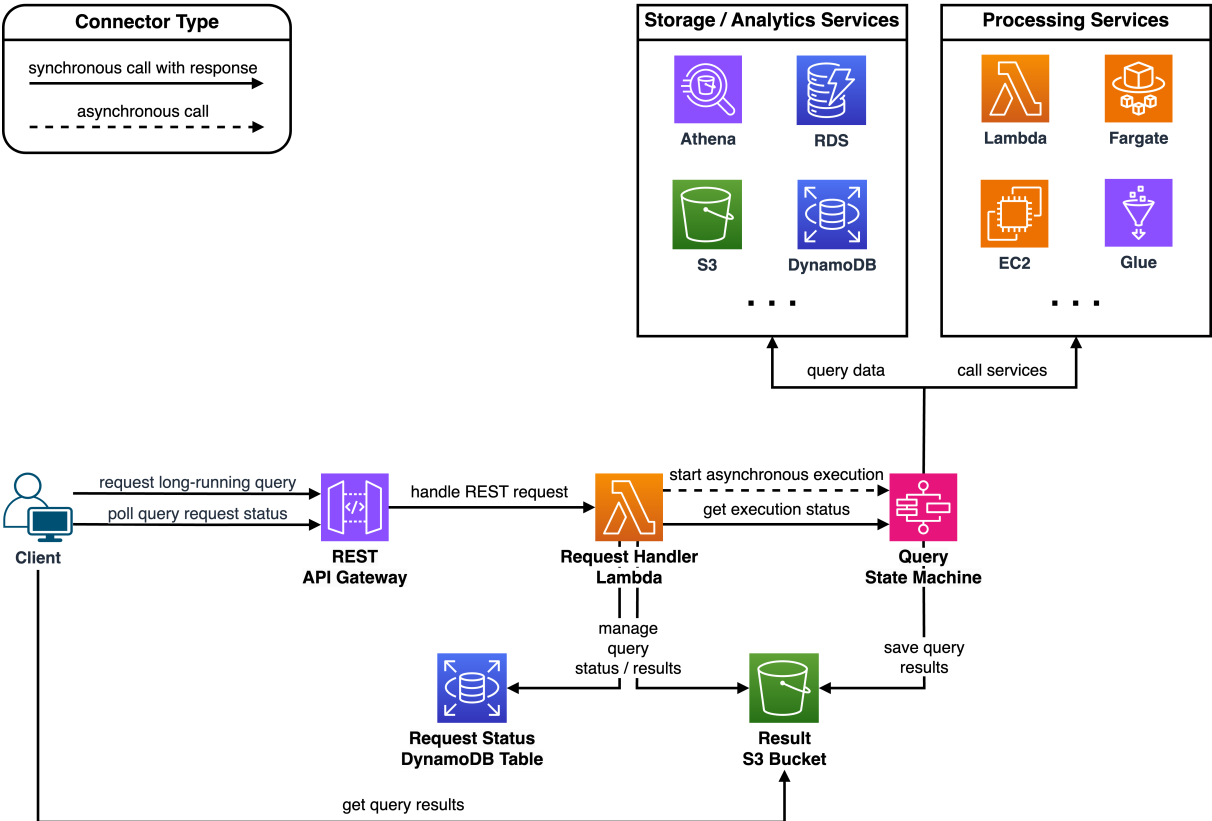 Connector Type
synchronous call with response
asynchronous call
Storage / Analytics Services
Athena
RDS
S3
DynamoDB
. . .
Processing Services
Lambda
Fargate
EC2
Glue
. . .
query data
call services
request long-running query
poll query request status
Client
</>
REST
API Gateway
handle REST request
Request Handler
Lambda
start asynchronous execution
get execution status
Query
State Machine
manage
query
status / results
save query
results
Request Status
DynamoDB Table
Result
S3 Bucket
get query results